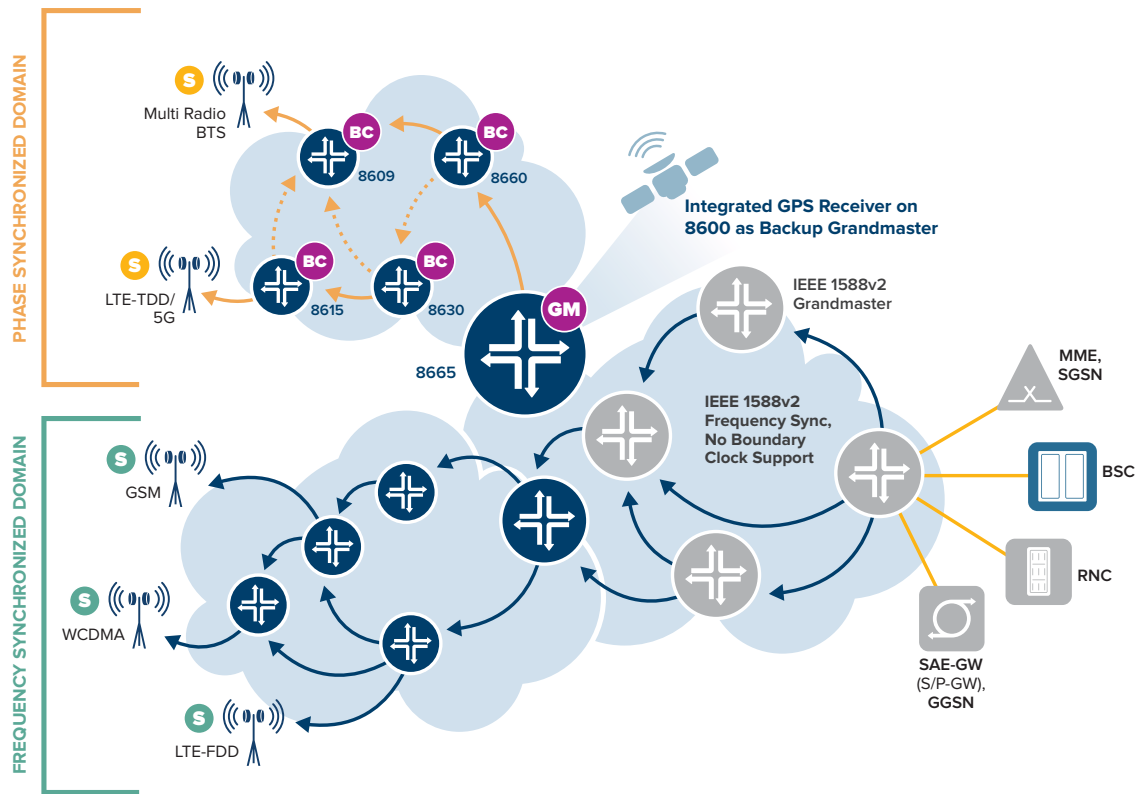 PHASE SYNCHRONIZED DOMAIN
S
Multi Radio
BTS
BC
8609
BC
8660
S
LTE-TDD/
5G
BC
8615
BC
8630
GM
8665
Integrated GPS Receiver on
8600 as Backup Grandmaster
IEEE 1588v2
Grandmaster
IEEE 1588v2
Frequency Sync,
No Boundary
Clock Support
MME,
SGSN
BSC
RNC
SAE-GW
(S/P-GW),
GGSN
FREQUENCY SYNCHRONIZED DOMAIN
S
GSM
S
WCDMA
S
LTE-FDD